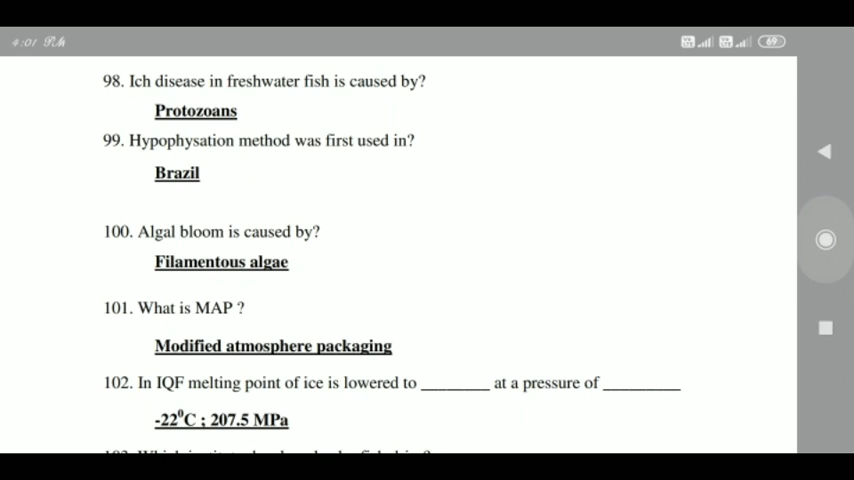 4:01 PM
69
98. Ich disease in freshwater fish is caused by?
Protozoans
99. Hypophysation method was first used in?
Brazil
100. Algal bloom is caused by?
Filamentous algae
101. What is MAP ?
Modified atmosphere packaging
102. In IQF melting point of ice is lowered to ________ at a pressure of _________
-22⁰C ; 207.5 MPa